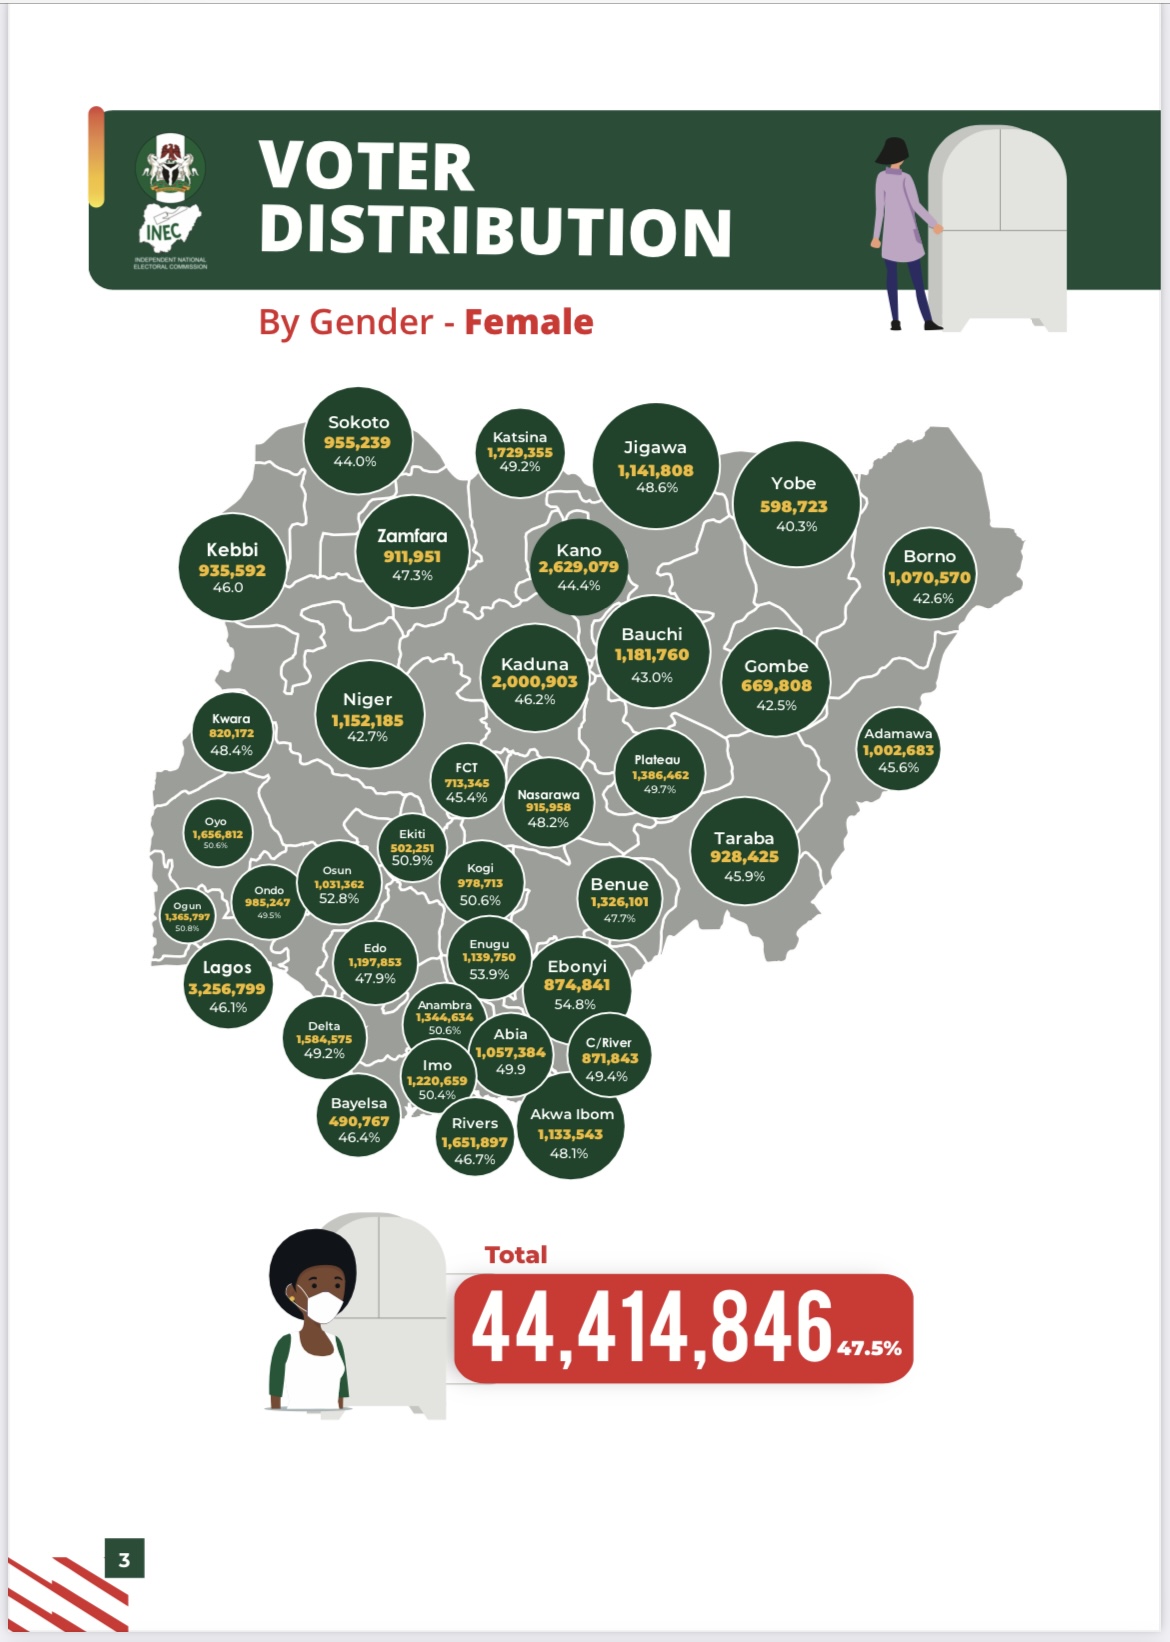 VOTER
DISTRIBUTION
INEC
INDEPENDENT NATIONAL
ELECTORAL COMMISSION
By Gender - Female
Sokoto
955,239
44.0%
Katsina
1,729,355
49.2%
Jigawa
1,141,808
48.6%
Yobe
598,723
40.3%
Kebbi
935,592
46.0
Zamfara
911,951
47.3%
Kano
2,629,079
44.4%
Borno
1,070,570
42.6%
Kaduna
2,000,903
46.2%
Bauchi
1,181,760
43.0%
Gombe
669,808
42.5%
Niger
1,152,185
42.7%
Kwara
820,172
48.4%
Adamawa
1,002,683
45.6%
FCT
713,345
45.4%
Nasarawa
915,958
48.2%
Plateau
1,386,462
49.7%
Oyo
1,656,812
50.6%
Ekiti
502,251
50.9%
Taraba
928,425
45.9%
Ogun
1,365,797
50.8%
Ondo
985,247
49.5%
Osun
1,031,362
52.8%
Kogi
978,713
50.6%
Benue
1,326,101
47.7%
Lagos
3,256,799
46.1%
Edo
1,197,853
47.9%
Enugu
1,139,750
53.9%
Ebonyi
874,841
54.8%
Delta
1,584,575
49.2%
Anambra
1,344,634
50.6%
Abia
1,057,384
49.9
C/River
871,843
49.4%
Imo
1,220,659
50.4%
Bayelsa
490,767
46.4%
Rivers
1,651,897
46.7%
Akwa Ibom
1,133,543
48.1%
Total
44,414,846 47.5%
3